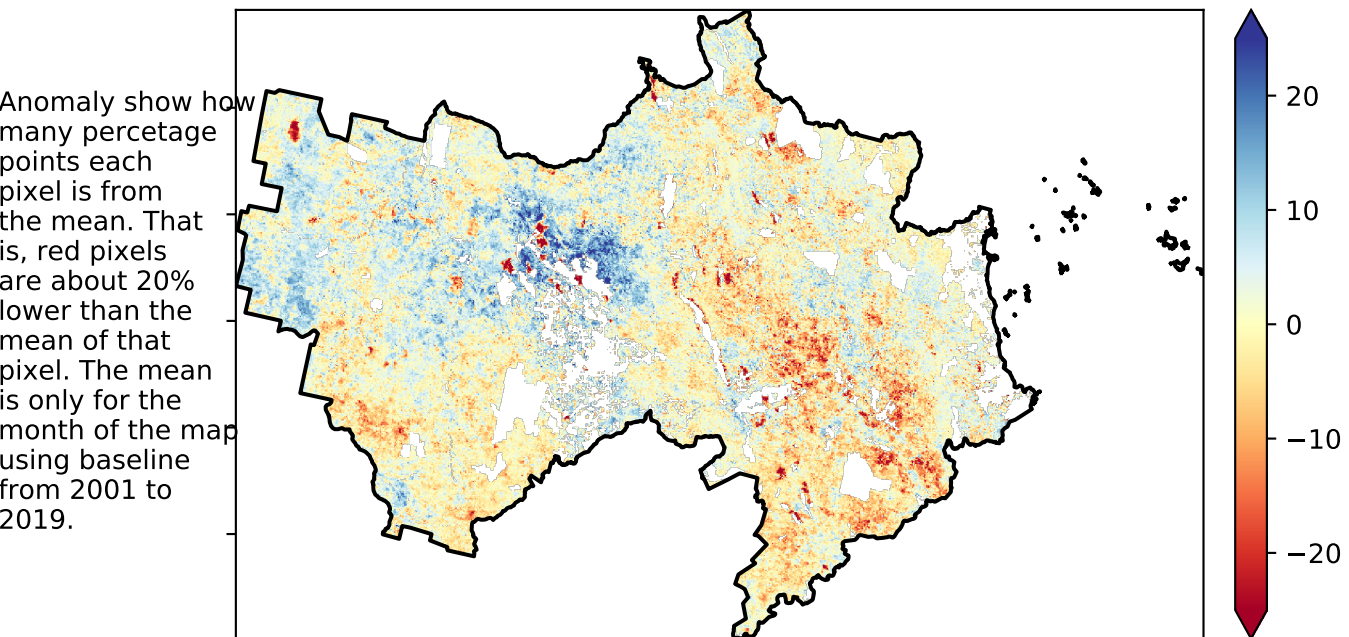 Anomaly show how
many percetage
points each
pixel is from
the mean. That
is, red pixels
are about 20%
lower than the
mean of that
pixel. The mean
is only for the
month of the map
using baseline
from 2001 to
2019.
20
10
0
−10
−20